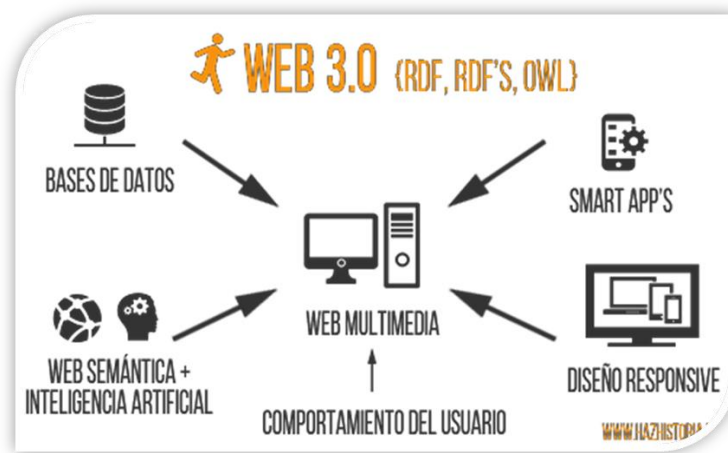 WEB 3.0 {RDF, RDF'S, OWL}
BASES DE DATOS
SMART APP'S
WEB MULTIMEDIA
WEB SEMÁNTICA +
INTELIGENCIA ARTIFICIAL
DISEÑO RESPONSIVE
COMPORTAMIENTO DEL USUARIO